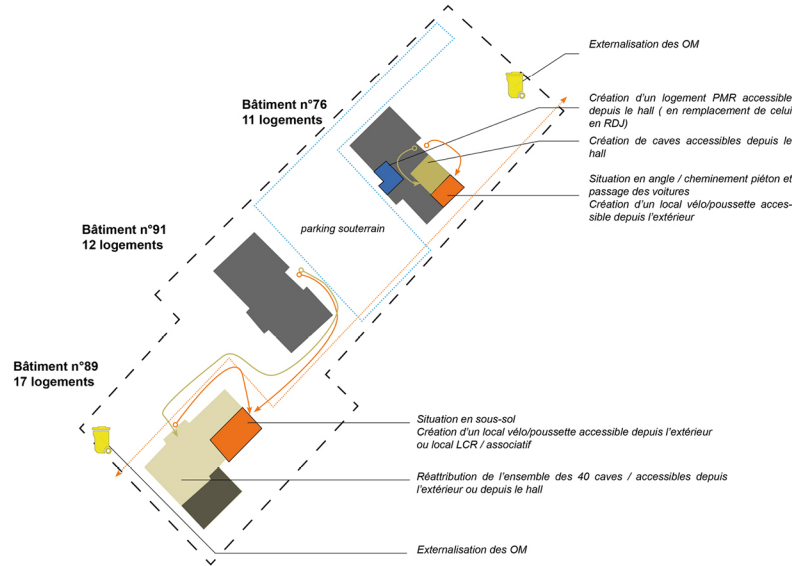 Externalisation des OM
Bâtiment n°76
11 logements
Création d'un logement PMR accessible
depuis le hall ( en remplacement de celui
en RDJ)
Création de caves accessibles depuis le
hall
Situation en angle / cheminement piéton et
passage des voitures
Création d'un local vélo/poussette acces-
sible depuis l'extérieur
parking souterrain
Bâtiment n°91
12 logements
Bâtiment n°89
17 logements
Situation en sous-sol
Création d'un local vélo/poussette accessible depuis l'extérieur
ou local LCR / associatif
Réattribution de l'ensemble des 40 caves / accessibles depuis
l'extérieur ou depuis le hall
Externalisation des OM